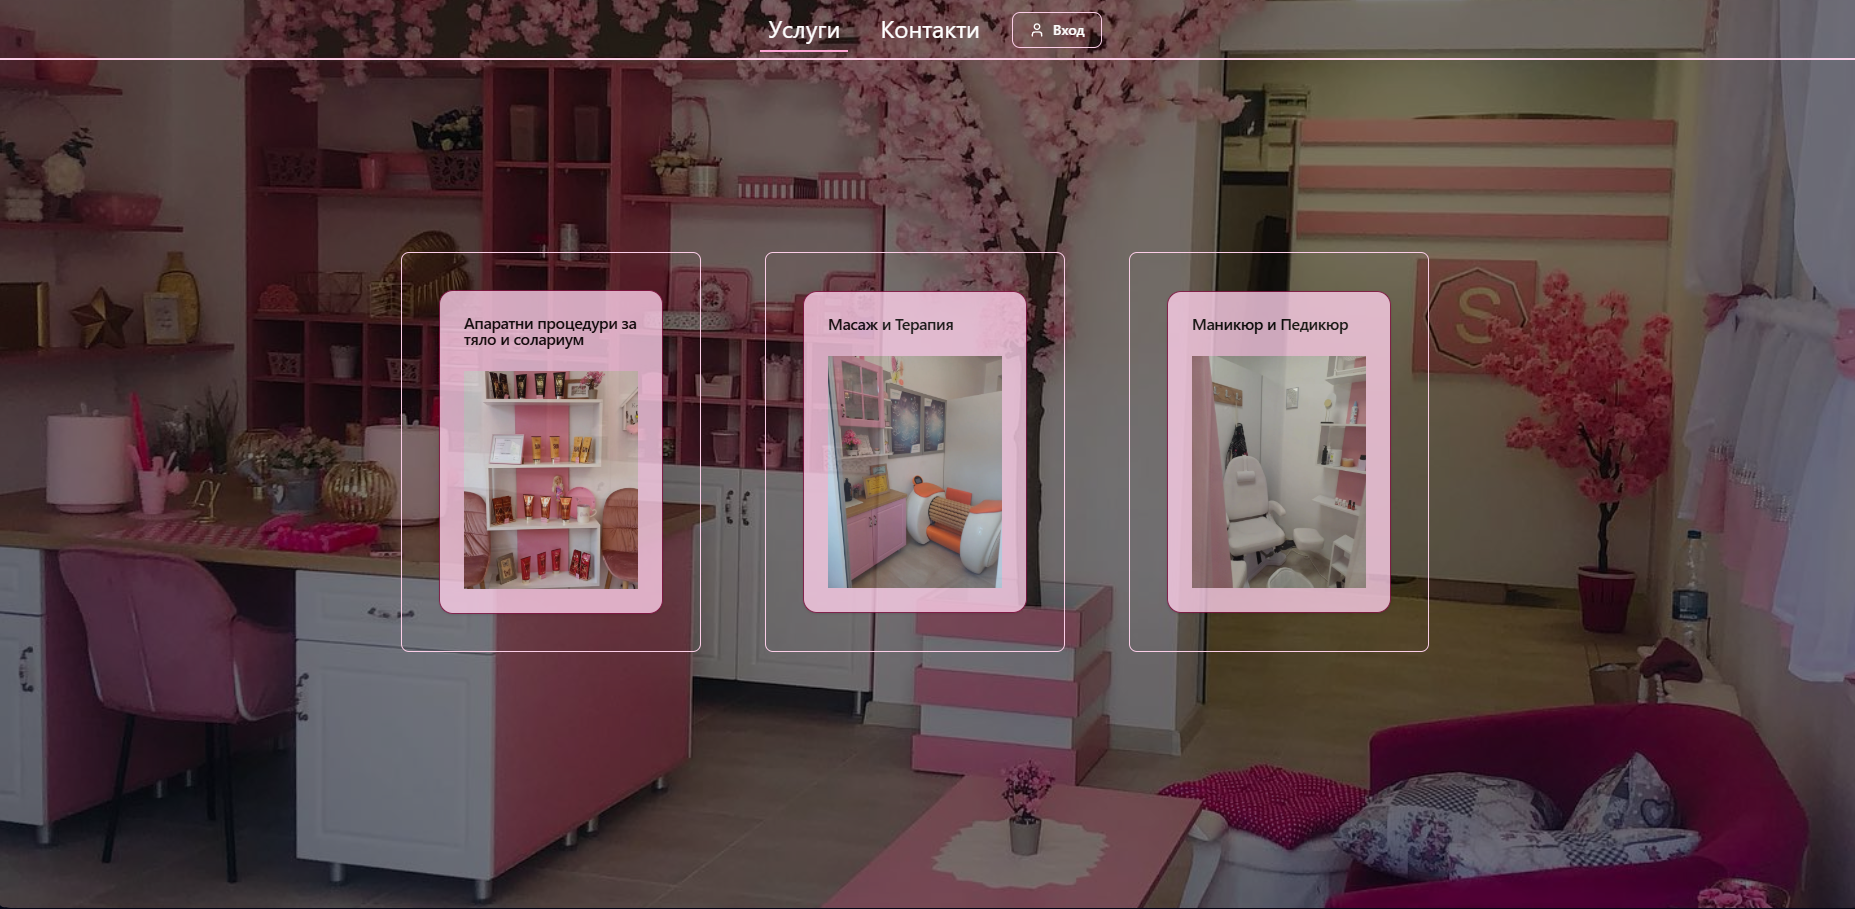 Услуги
Контакти
Вход
Апаратни процедури за
тяло и солариум
Масаж и Терапия
Маникюр и Педикюр
S